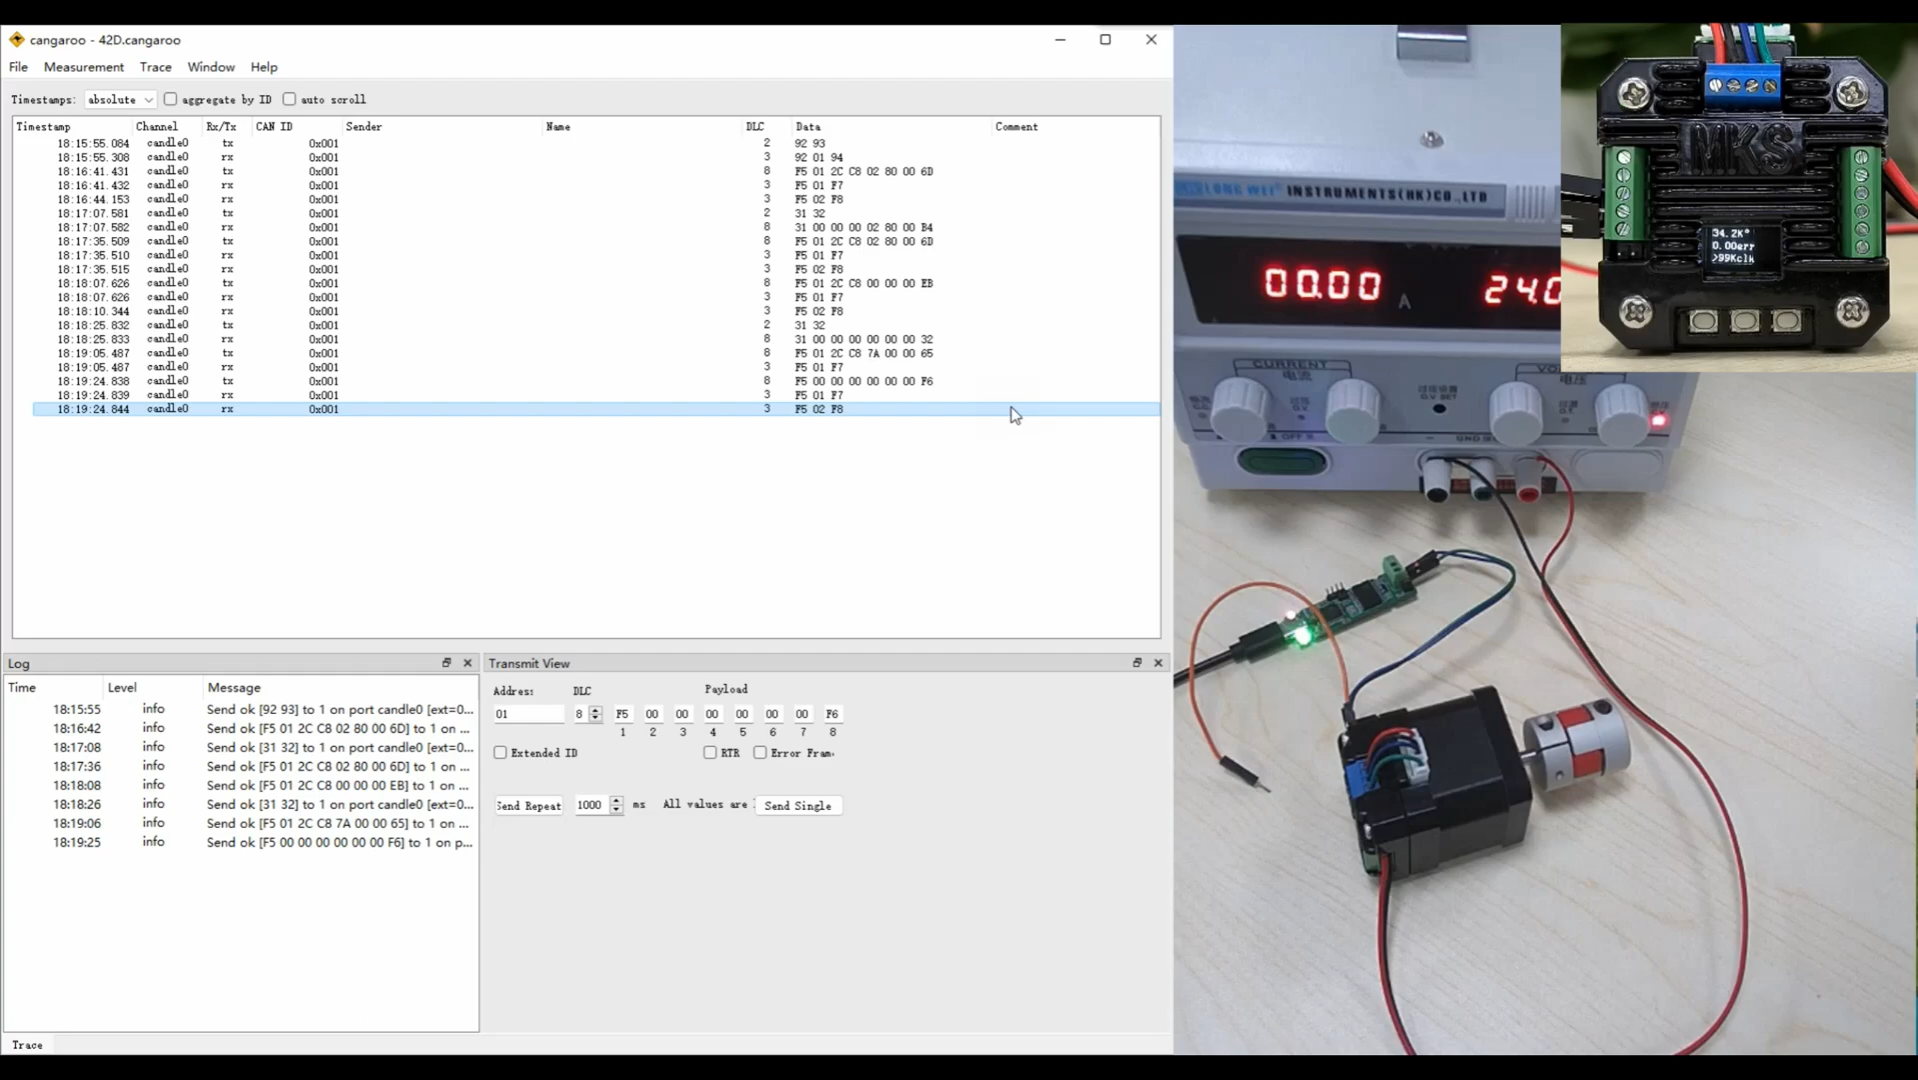 cangaroo - 42D.cangaroo
File Measurement Trace Window Help
Timestamps: absolute aggregate by ID auto scroll
Timestamp Channel Rx/Tx CAN ID Sender Name DLC Data Comment
18:15:55.084 candle0 tx 0x001 2 92 93
18:15:55.308 candle0 rx 0x001 3 92 01 94
18:16:41.431 candle0 tx 0x001 8 F5 01 2C C8 02 80 00 6D
18:16:41.432 candle0 rx 0x001 3 F5 01 F7
18:16:44.153 candle0 rx 0x001 3 F5 02 F8
18:17:07.581 candle0 tx 0x001 2 31 32
18:17:07.582 candle0 rx 0x001 8 31 00 00 00 02 80 00 B4
18:17:35.509 candle0 tx 0x001 8 F5 01 2C C8 02 80 00 6D
18:17:35.510 candle0 rx 0x001 3 F5 01 F7
18:17:35.515 candle0 rx 0x001 3 F5 02 F8
18:18:07.626 candle0 tx 0x001 8 F5 01 2C C8 00 00 00 EB
18:18:07.626 candle0 rx 0x001 3 F5 01 F7
18:18:10.344 candle0 rx 0x001 3 F5 02 F8
18:18:25.832 candle0 tx 0x001 2 31 32
18:18:25.833 candle0 rx 0x001 8 31 00 00 00 00 00 00 32
18:19:05.487 candle0 tx 0x001 8 F5 01 2C C8 7A 00 00 65
18:19:05.487 candle0 rx 0x001 3 F5 01 F7
18:19:24.838 candle0 tx 0x001 8 F5 00 00 00 00 00 00 F6
18:19:24.839 candle0 rx 0x001 3 F5 01 F7
18:19:24.844 candle0 rx 0x001 3 F5 02 F8
Log
Time Level Message
18:15:55 info Send ok [92 93] to 1 on port candle0 [ext=0...
18:16:42 info Send ok [F5 01 2C C8 02 80 00 6D] to 1 on ...
18:17:08 info Send ok [31 32] to 1 on port candle0 [ext=0...
18:17:36 info Send ok [F5 01 2C C8 02 80 00 6D] to 1 on ...
18:18:08 info Send ok [F5 01 2C C8 00 00 00 EB] to 1 on ...
18:18:26 info Send ok [31 32] to 1 on port candle0 [ext=0...
18:19:06 info Send ok [F5 01 2C C8 7A 00 00 65] to 1 on ...
18:19:25 info Send ok [F5 00 00 00 00 00 00 F6] to 1 on p...
Transmit View
Address: DLC Payload
01 8 F5 00 00 00 00 00 00 F6
1 2 3 4 5 6 7 8
Extended ID RTR Error Fram
Send Repeat 1000 ms All values are Send Single
Trace
LONG WEI INSTRUMENTS(HK)CO.,LTD
00.00 A 24.0
CURRENT
电流
电压
O.V SET
MKS
34.2K°
0.00err
>99Kclk